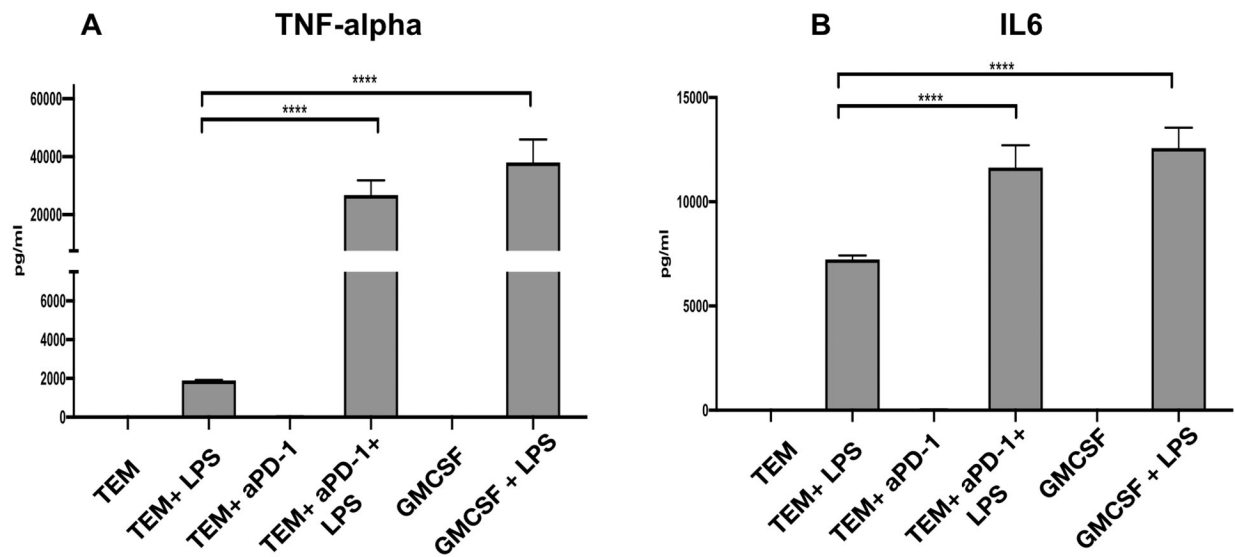 A TNF-alpha
****
****
60000
40000
20000
pg/ml
6000
4000
2000
0
TEM
TEM+ LPS
TEM+ aPD-1
TEM+ aPD-1+
LPS
GMCSF
GMCSF + LPS
B IL6
****
****
15000
10000
pg/ml
5000
0
TEM
TEM+ LPS
TEM+ aPD-1
TEM+ aPD-1+
LPS
GMCSF
GMCSF + LPS